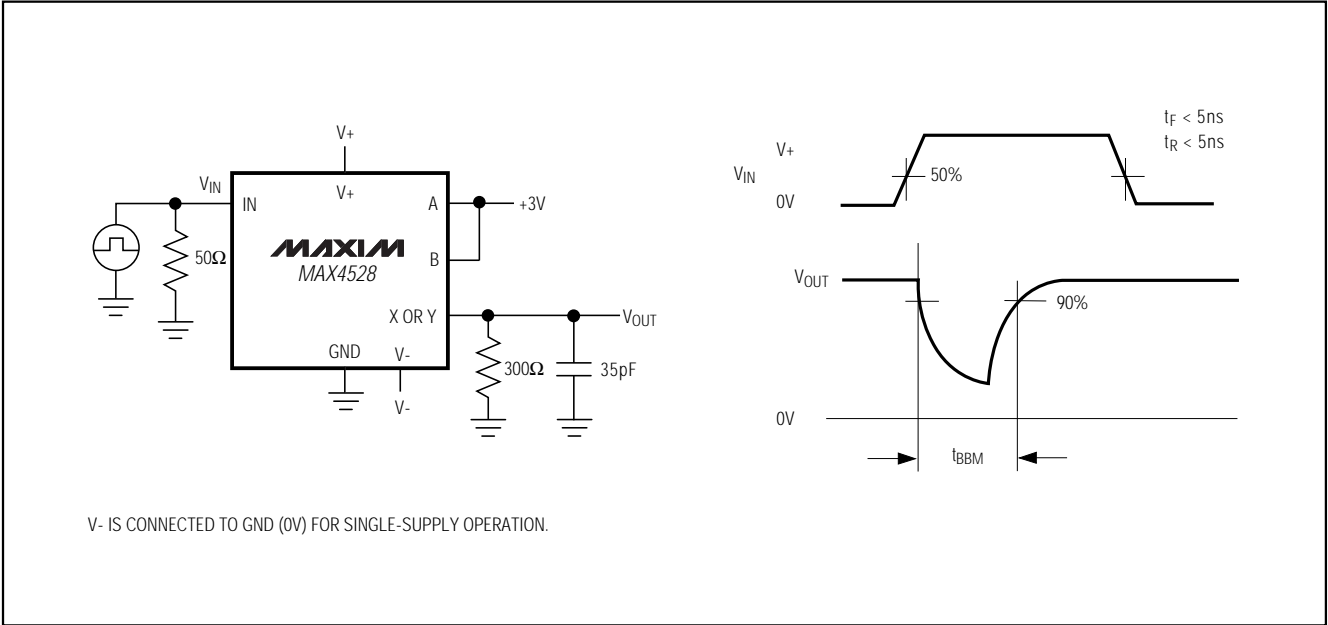 V+
V+
VIN
IN
50Ω
MAXIM
MAX4528
A
+3V
B
X OR Y
VOUT
GND
V-
V-
300Ω
35pF
V- IS CONNECTED TO GND (0V) FOR SINGLE-SUPPLY OPERATION.
tF < 5ns
tR < 5ns
V+
VIN
50%
0V
VOUT
90%
0V
tBBM